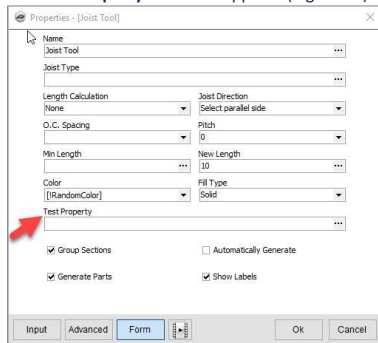 Properties - [Joist Tool]
Name
Joist Tool
Joist Type
Length Calculation Joist Direction
None Select parallel side
O.C. Spacing Pitch
0
Min Length New Length
10
Color Fill Type
[!RandomColor] Solid
Test Property
Group Sections Automatically Generate
Generate Parts Show Labels
Input Advanced Form Ok Cancel